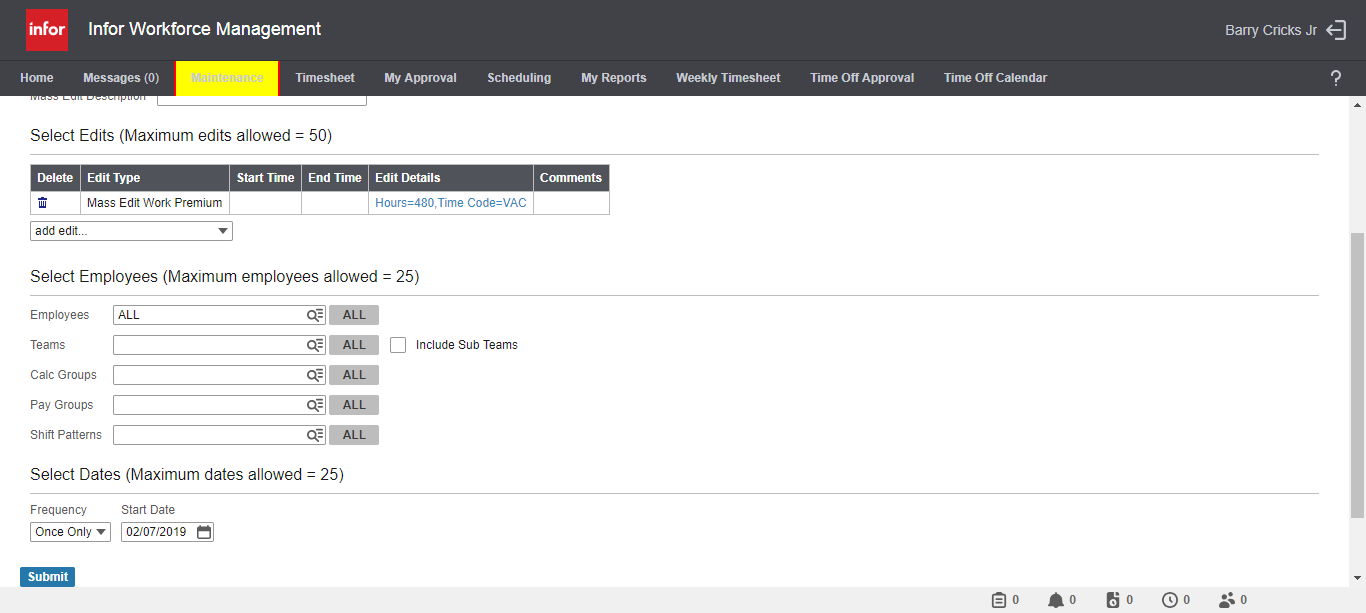 infor Infor Workforce Management Barry Cricks Jr
Home Messages (0) Maintenance Timesheet My Approval Scheduling My Reports Weekly Timesheet Time Off Approval Time Off Calendar ?
Mass Edit Description
Select Edits (Maximum edits allowed = 50)
Delete Edit Type Start Time End Time Edit Details Comments
Mass Edit Work Premium Hours=480,Time Code=VAC
add edit...
Select Employees (Maximum employees allowed = 25)
Employees ALL ALL
Teams ALL Include Sub Teams
Calc Groups ALL
Pay Groups ALL
Shift Patterns ALL
Select Dates (Maximum dates allowed = 25)
Frequency Start Date
Once Only 02/07/2019
Submit
0 0 0 0 0